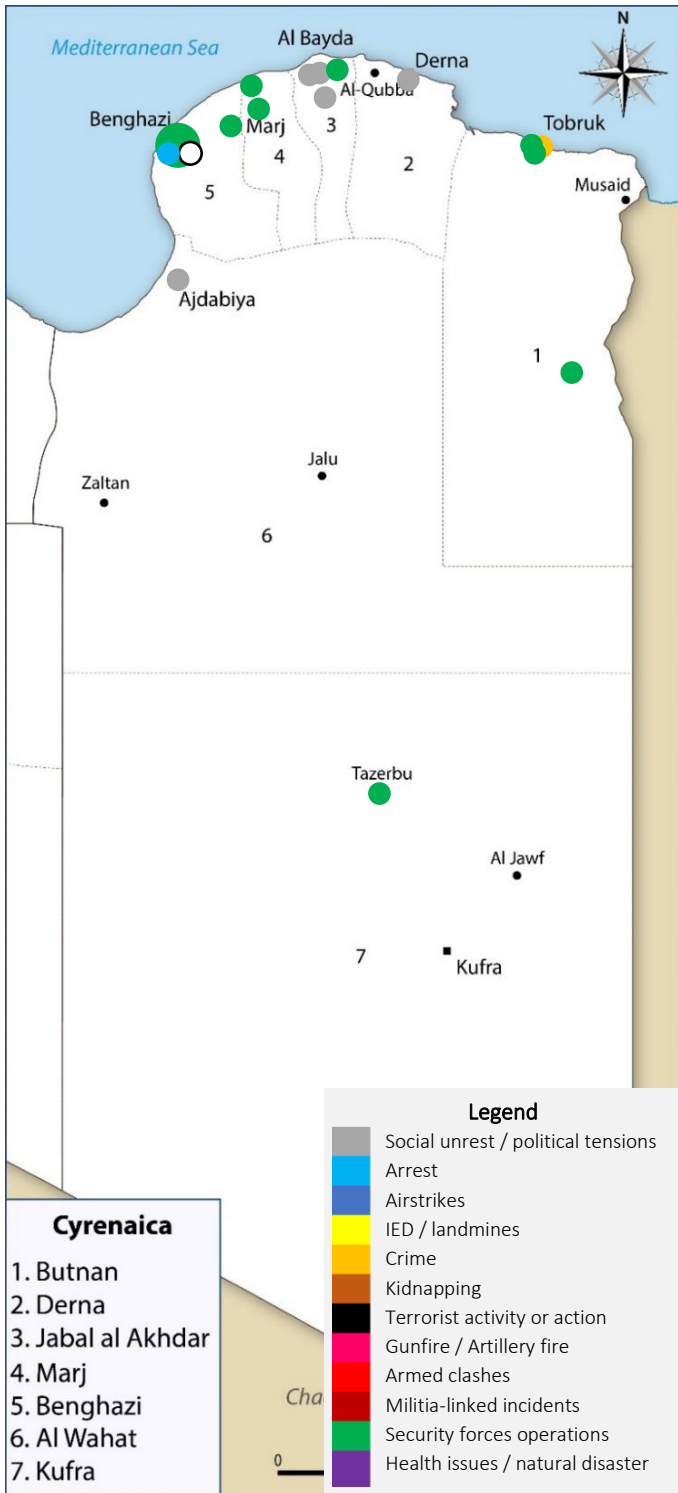 N
Mediterranean Sea
Al Bayda
Derna
Al-Qubba
Benghazi
Marj
Tobruk
3
4
2
5
Musaid
Ajdabiya
1
Jalu
Zaltan
6
Tazerbu
Al Jawf
7
Kufra
Legend
Social unrest / political tensions
Arrest
Airstrikes
IED / landmines
Crime
Kidnapping
Terrorist activity or action
Gunfire / Artillery fire
Armed clashes
Militia-linked incidents
Security forces operations
Health issues / natural disaster
Cyrenaica
1. Butnan
2. Derna
3. Jabal al Akhdar
4. Marj
5. Benghazi
6. Al Wahat
7. Kufra
0